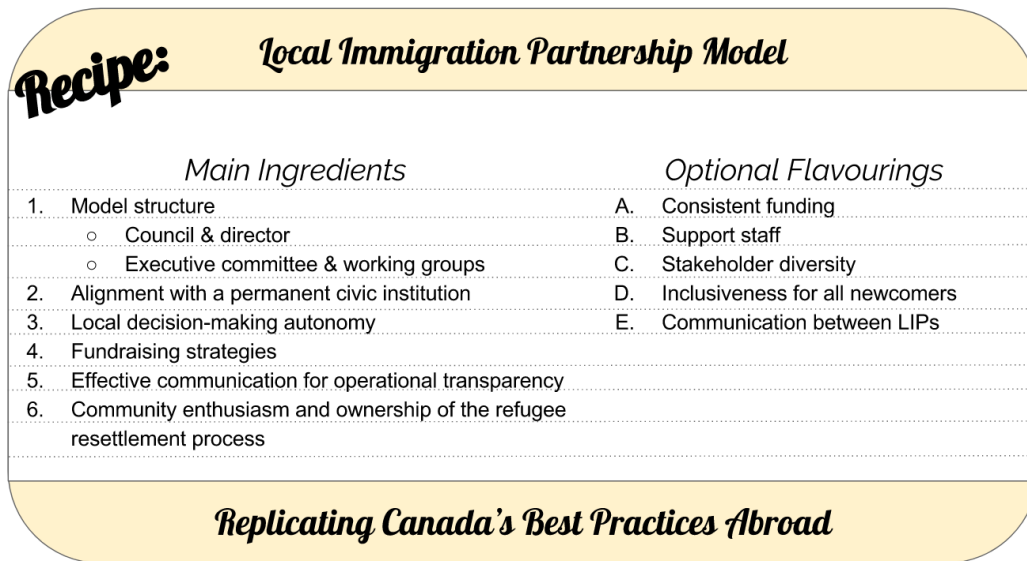 Recipe:
Local Immigration Partnership Model
Main Ingredients
1. Model structure
○ Council & director
○ Executive committee & working groups
2. Alignment with a permanent civic institution
3. Local decision-making autonomy
4. Fundraising strategies
5. Effective communication for operational transparency
6. Community enthusiasm and ownership of the refugee
resettlement process
Optional Flavourings
A. Consistent funding
B. Support staff
C. Stakeholder diversity
D. Inclusiveness for all newcomers
E. Communication between LIPs
Replicating Canada's Best Practices Abroad